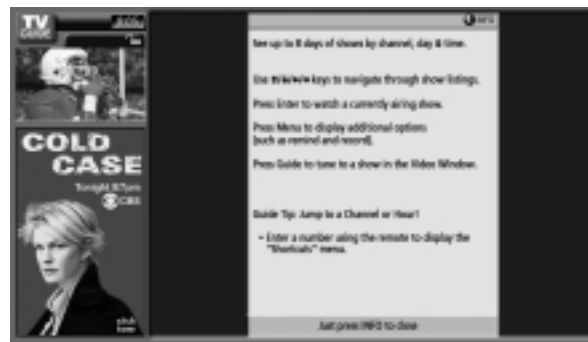 TV
GUIDE
COLD
CASE
Tonight 8/7pm
CBS
click
here
INFO
See up to 8 days of shows by channel, day & time.
Use keys to navigate through show listings.
Press Enter to watch a currently airing show.
Press Menu to display additional options
(such as remind and record).
Press Guide to tune to a show in the Video Window.
Guide Tip: Jump to a Channel or Hour!
• Enter a number using the remote to display the
"Shortcuts" menu.
Just press INFO to close